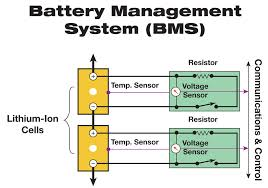 Battery Management
System (BMS)
Resistor
Temp. Sensor
Voltage
Sensor
Lithium-Ion
Cells
Resistor
Temp. Sensor
Voltage
Sensor
Communications & Control